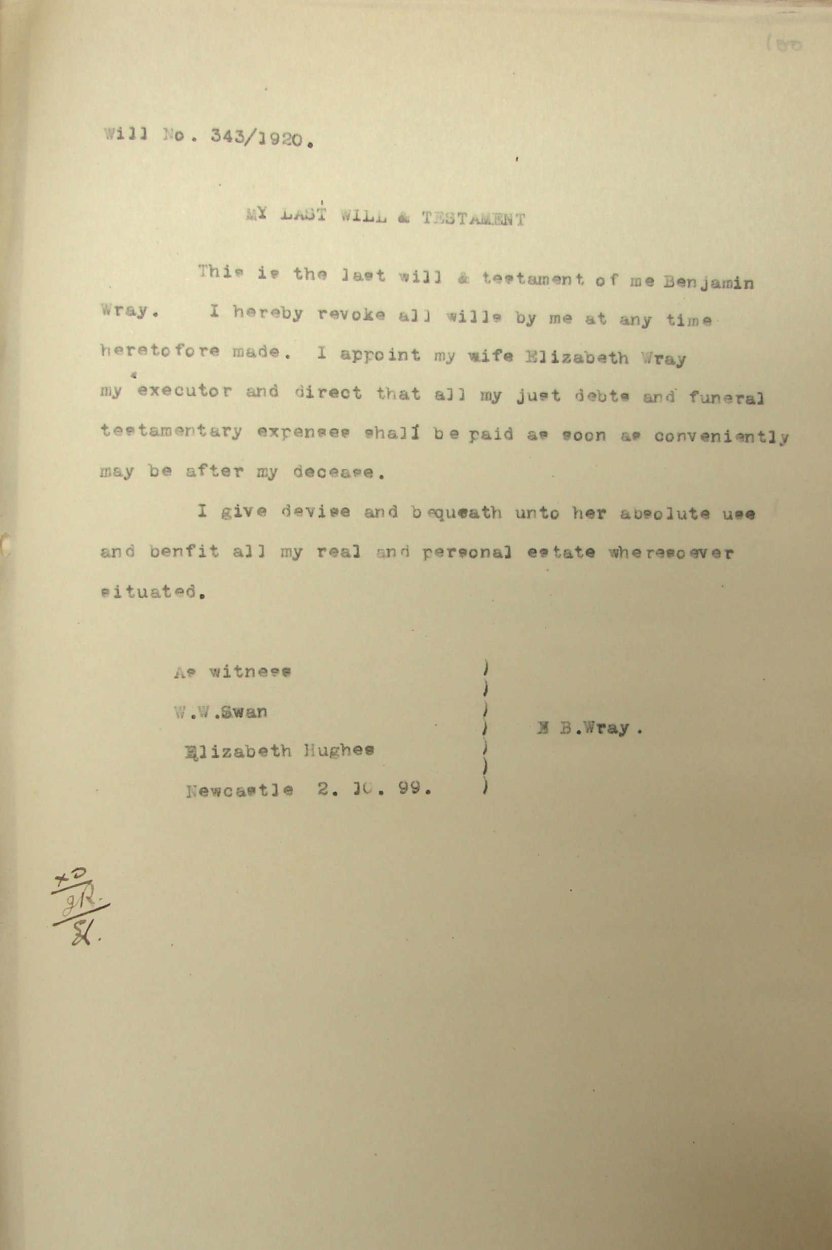 100
Will No. 343/1920.
MY LAST WILL & TESTAMENT
This is the last will & testament of me Benjamin
Wray. I hereby revoke all wills by me at any time
heretofore made. I appoint my wife Elizabeth Wray
my executor and direct that all my just debts and funeral
testamentary expenses shall be paid as soon as conveniently
may be after my decease.
I give devise and bequeath unto her absolute use
and benfit all my real and personal estate wheresoever
situated.
As witness )
W.W.Swan )
B.Wray.
Elizabeth Hughes )
Newcastle 2. 10. 99. )